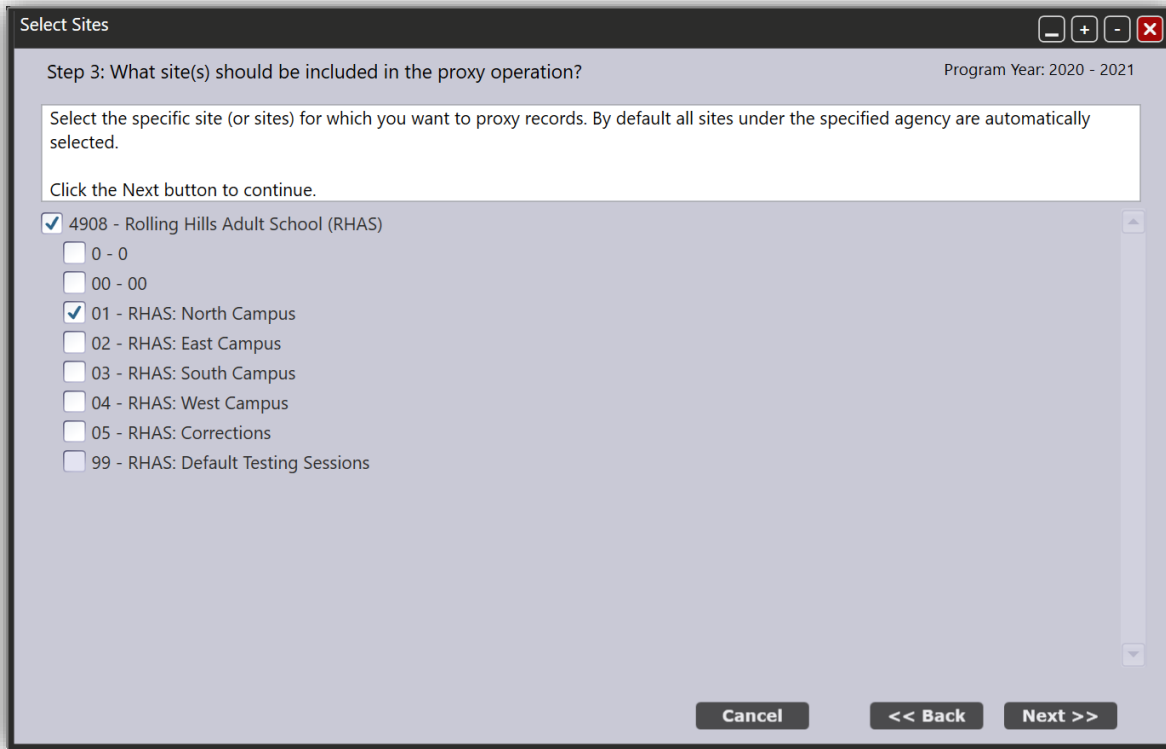 Select Sites
Step 3: What site(s) should be included in the proxy operation?
Program Year: 2020 - 2021
Select the specific site (or sites) for which you want to proxy records. By default all sites under the specified agency are automatically
selected.
Click the Next button to continue.
4908 - Rolling Hills Adult School (RHAS)
0 - 0
00 - 00
01 - RHAS: North Campus
02 - RHAS: East Campus
03 - RHAS: South Campus
04 - RHAS: West Campus
05 - RHAS: Corrections
99 - RHAS: Default Testing Sessions
Cancel
<< Back
Next >>